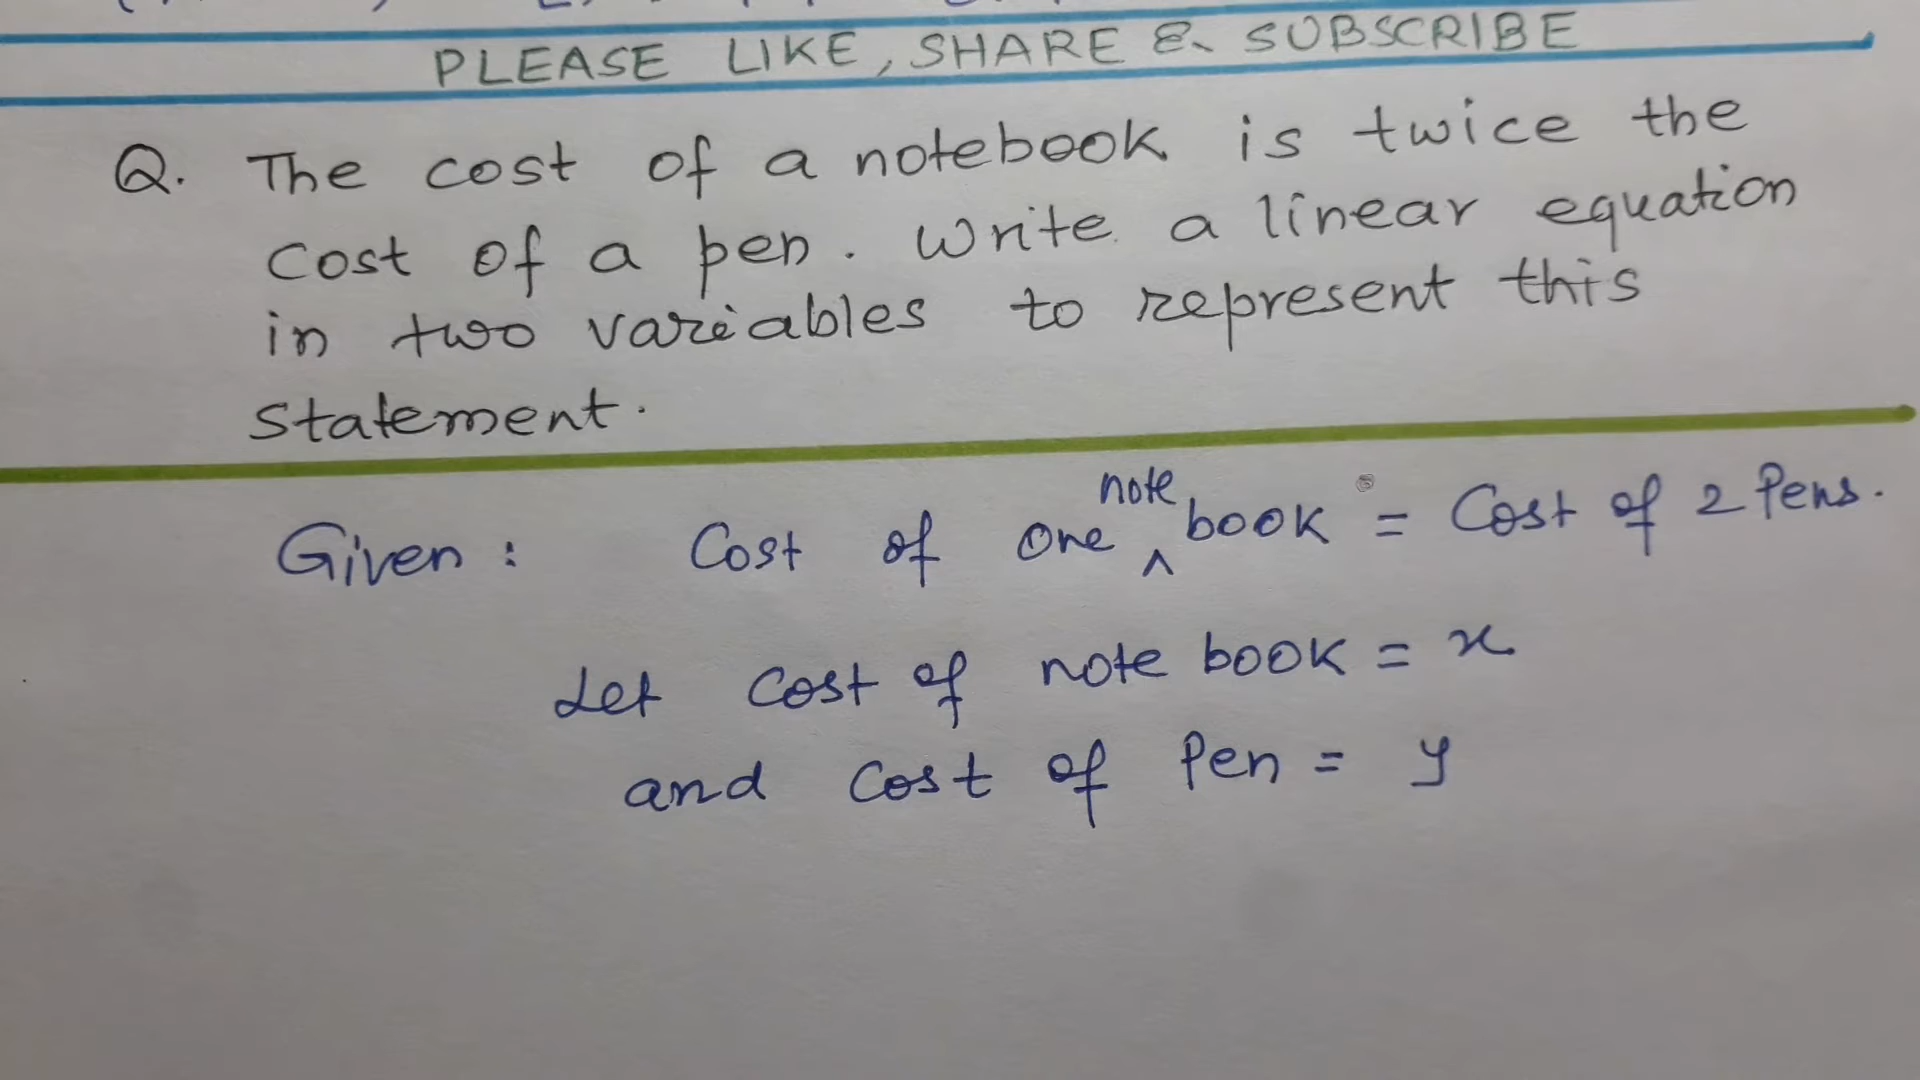 PLEASE LIKE, SHARE & SUBSCRIBE
Q. The cost of a notebook is twice the
cost of a pen. Write a linear equation
in two variables to represent this
statement.
Given : Cost of one note book = Cost of 2 Pens.
Let cost of note book = x
and cost of Pen = y